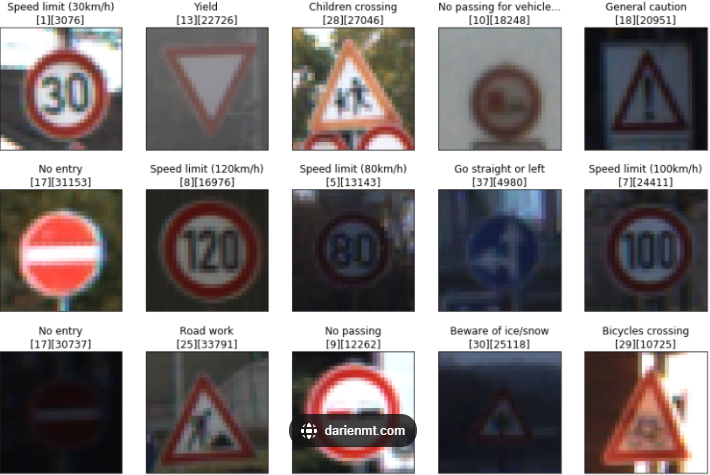 Speed limit (30km/h)
[1][3076]
Yield
[13][22726]
Children crossing
[28][27046]
No passing for vehicle...
[10][18248]
General caution
[18][20951]
30
No entry
[17][31153]
Speed limit (120km/h)
[8][16976]
Speed limit (80km/h)
[5][13143]
Go straight or left
[37][4980]
Speed limit (100km/h)
[7][24411]
120
80
100
No entry
[17][30737]
Road work
[25][33791]
No passing
[9][12262]
Beware of ice/snow
[30][25118]
Bicycles crossing
[29][10725]
darienmt.com